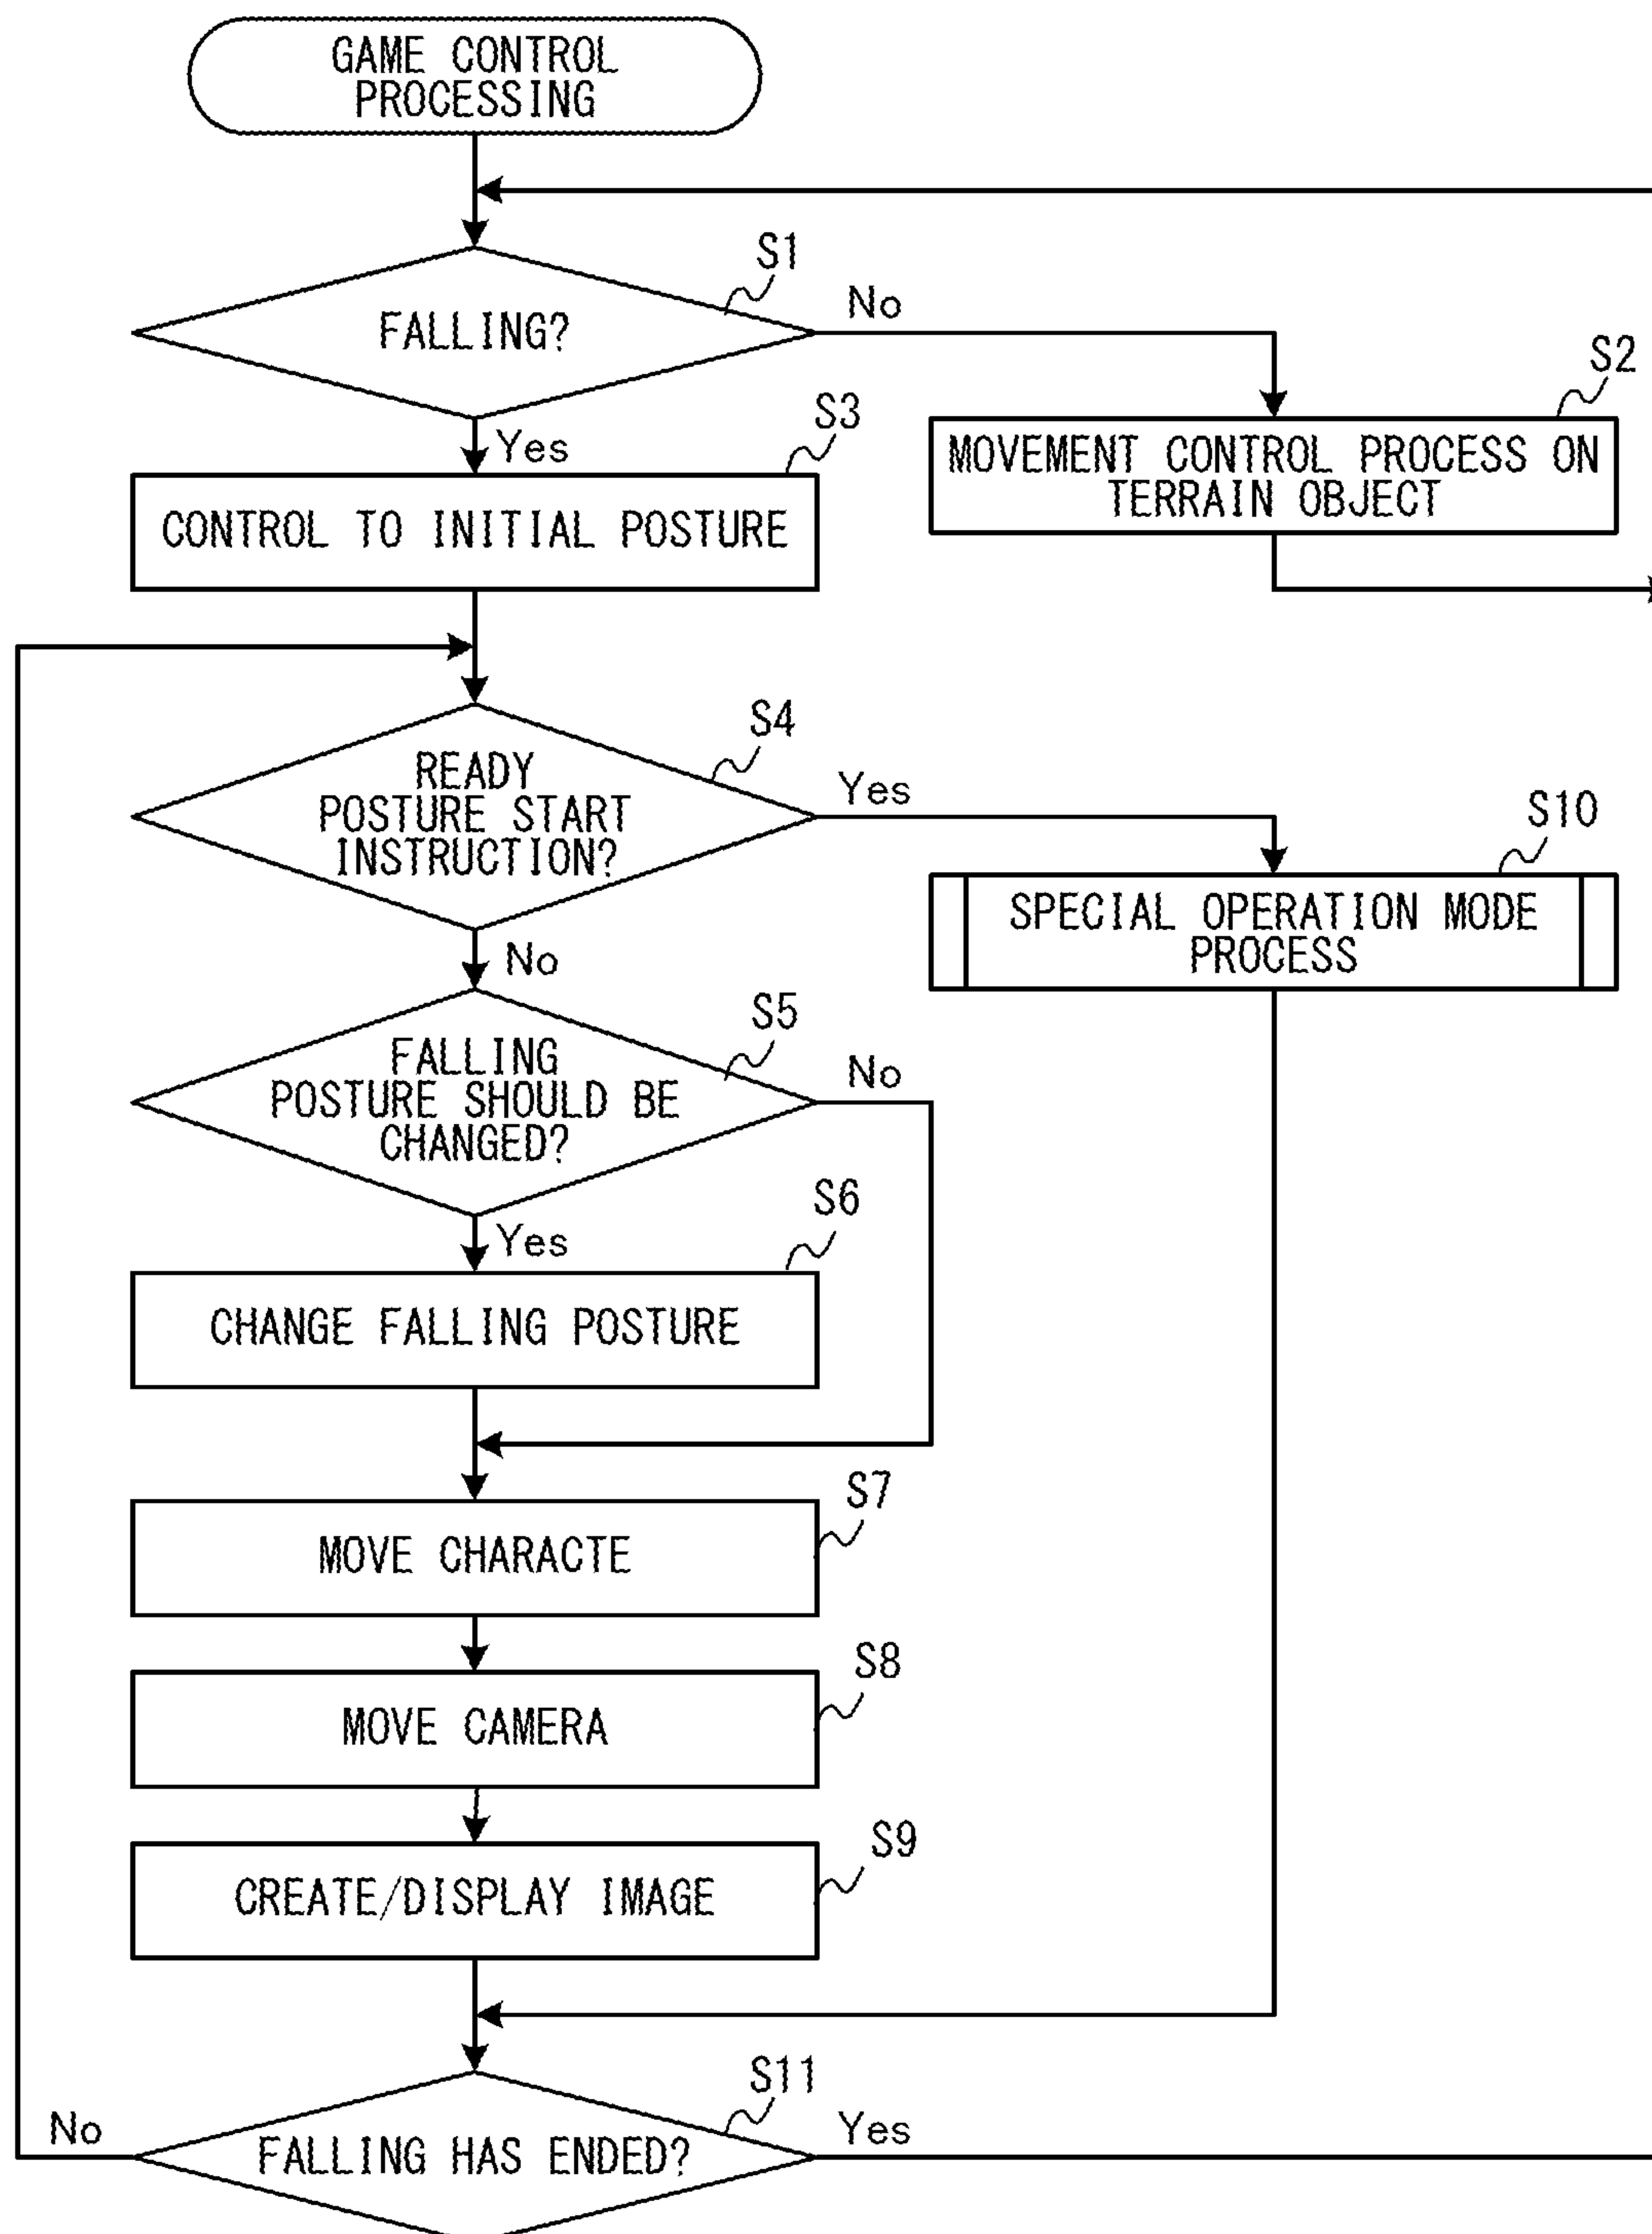 GAME CONTROL
PROCESSING
S1
FALLING?
No
S2
MOVEMENT CONTROL PROCESS ON
TERRAIN OBJECT
Yes
S3
CONTROL TO INITIAL POSTURE
S4
READY
POSTURE START
INSTRUCTION?
Yes
S10
SPECIAL OPERATION MODE
PROCESS
No
S5
FALLING
POSTURE SHOULD BE
CHANGED?
No
Yes
S6
CHANGE FALLING POSTURE
S7
MOVE CHARACTE
S8
MOVE CAMERA
S9
CREATE/DISPLAY IMAGE
S11
No
FALLING HAS ENDED?
Yes